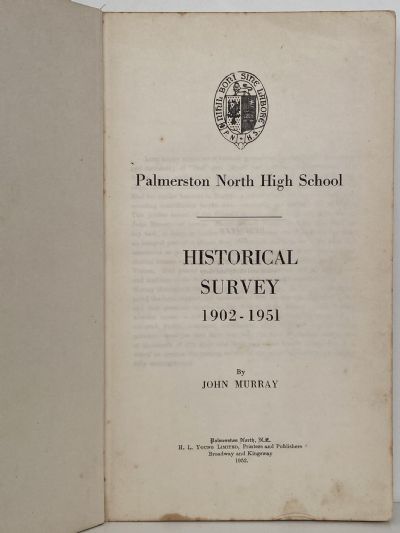 NIHIL BONI SINE LABORE
P N H S
Palmerston North High School
HISTORICAL
SURVEY
1902 - 1951
By
JOHN MURRAY
Palmerston North, N.Z.
H. L. YOUNG LIMITED, Printers and Publishers
Broadway and Kingsway
1952.